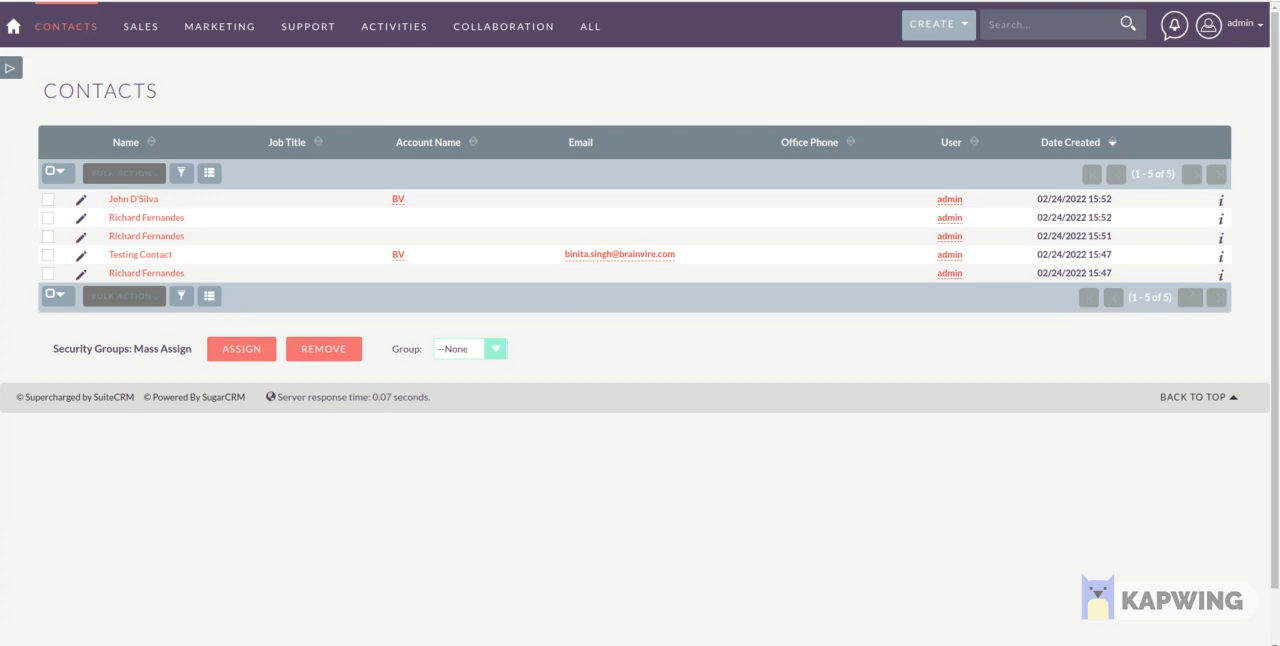 CONTACTS SALES MARKETING SUPPORT ACTIVITIES COLLABORATION ALL CREATE Search... admin
CONTACTS
Name Job Title Account Name Email Office Phone User Date Created
BULK ACTION (1 - 5 of 5)
John D'Silva BV admin 02/24/2022 15:52
Richard Fernandes admin 02/24/2022 15:52
Richard Fernandes admin 02/24/2022 15:51
Testing Contact BV binita.singh@brainvire.com admin 02/24/2022 15:47
Richard Fernandes admin 02/24/2022 15:47
BULK ACTION (1 - 5 of 5)
Security Groups: Mass Assign ASSIGN REMOVE Group: --None
© Supercharged by SuiteCRM © Powered By SugarCRM Server response time: 0.07 seconds. BACK TO TOP
KAPWING